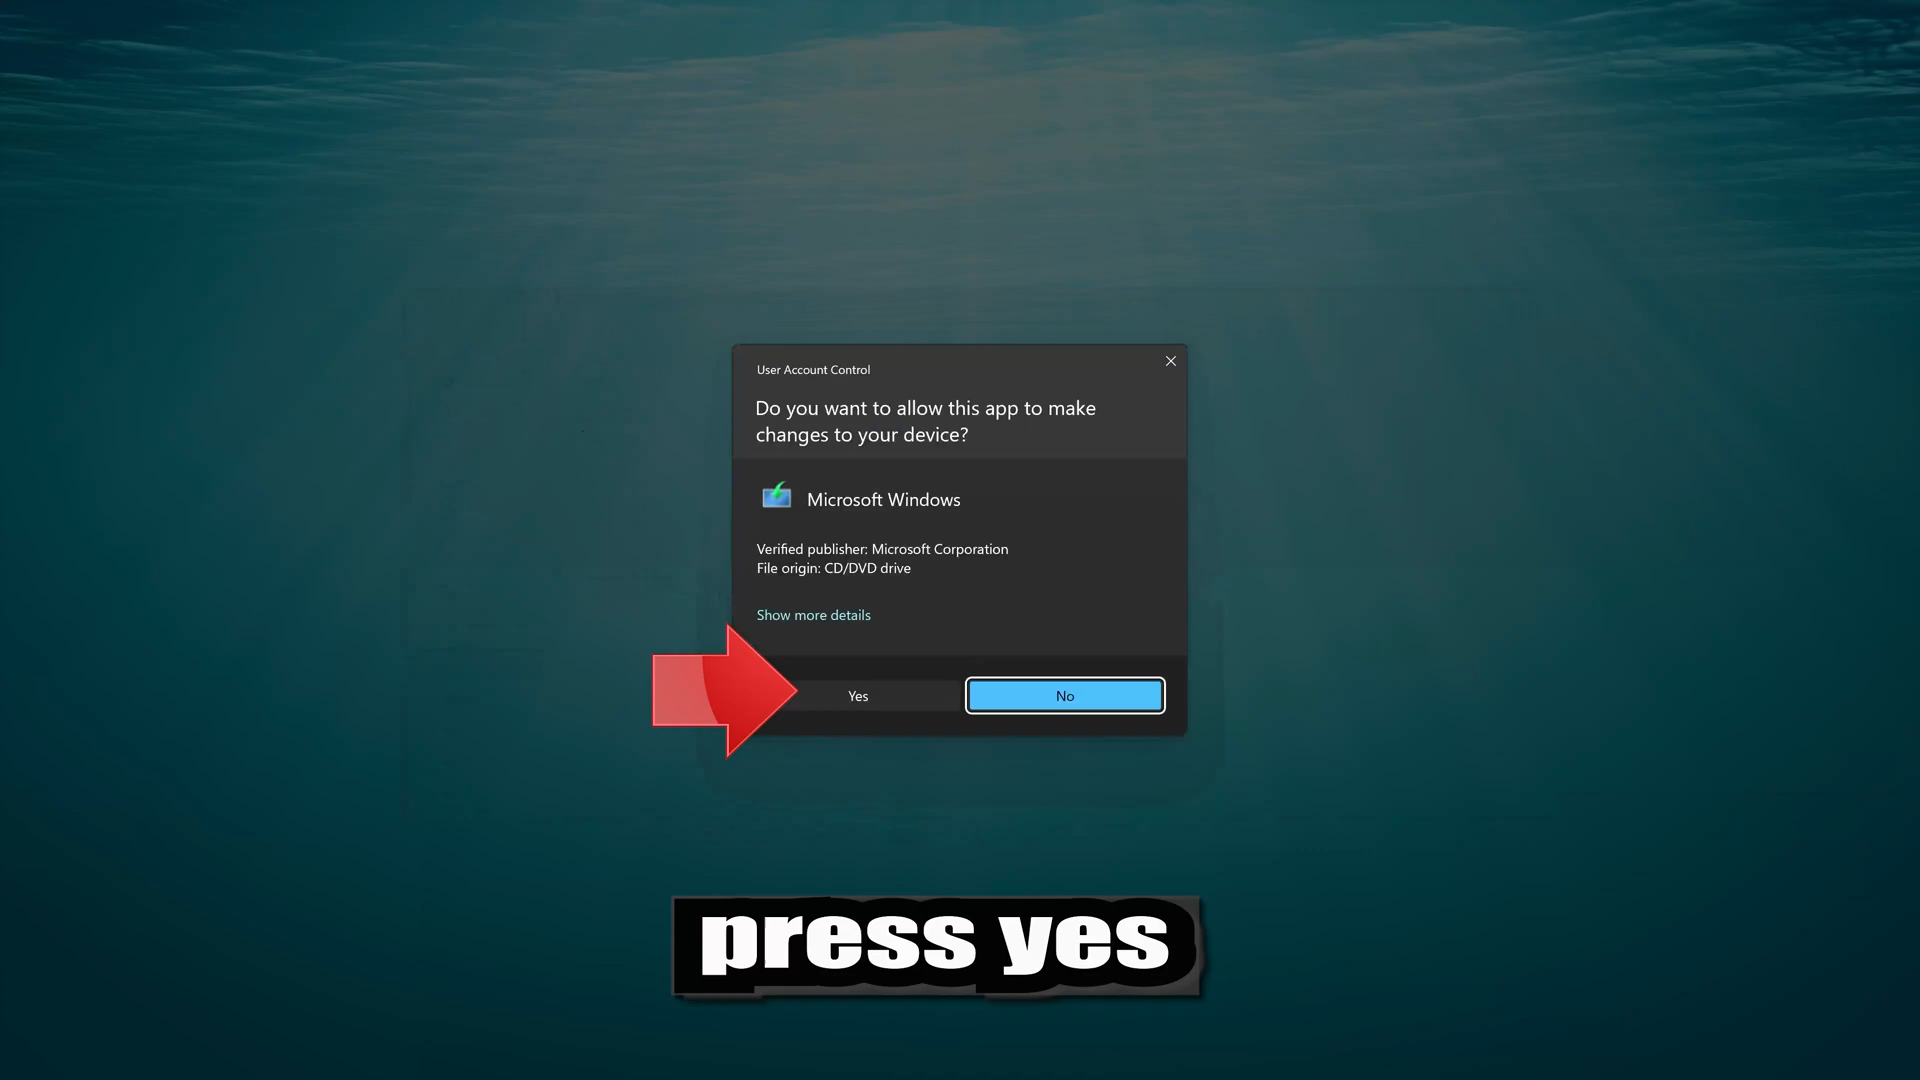 User Account Control
Do you want to allow this app to make
changes to your device?
Microsoft Windows
Verified publisher: Microsoft Corporation
File origin: CD/DVD drive
Show more details
Yes
No
press yes